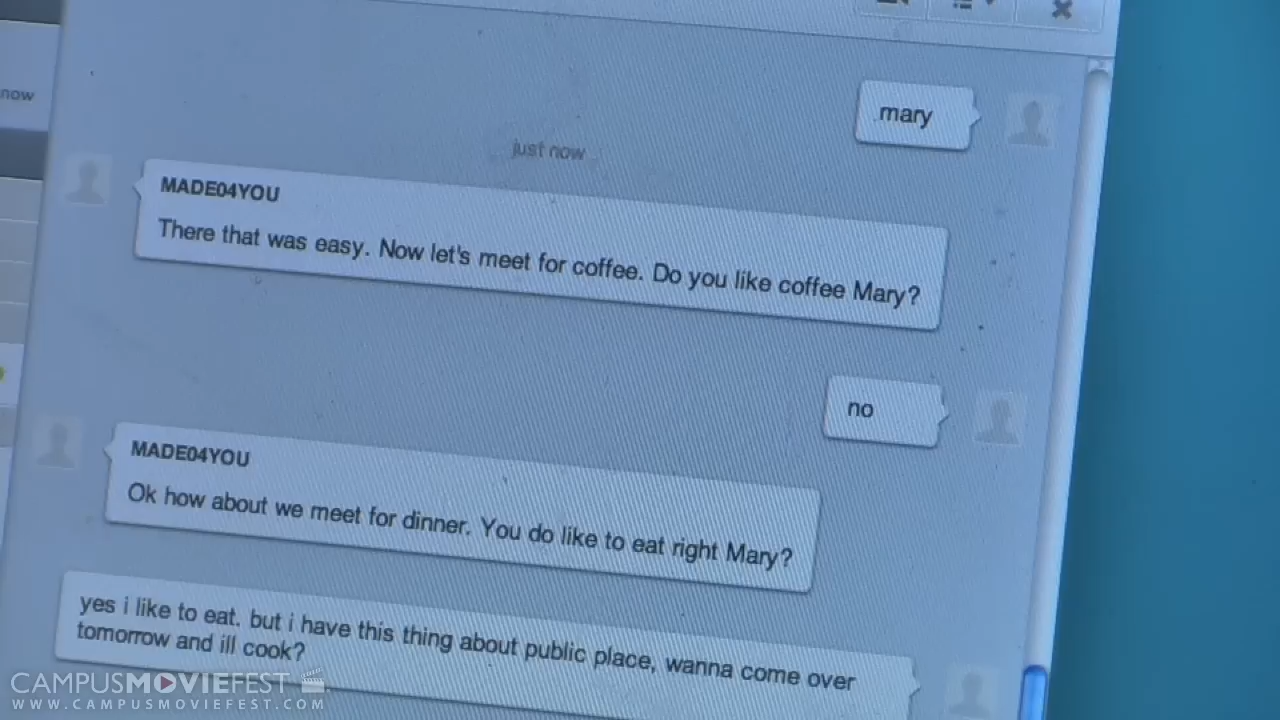 now
mary
just now
MADE04YOU
There that was easy. Now let's meet for coffee. Do you like coffee Mary?
no
MADE04YOU
Ok how about we meet for dinner. You do like to eat right Mary?
yes i like to eat. but i have this thing about public place, wanna come over
tomorrow and ill cook?
CAMPUSMOVIEFEST
WWW.CAMPUSMOVIEFEST.COM